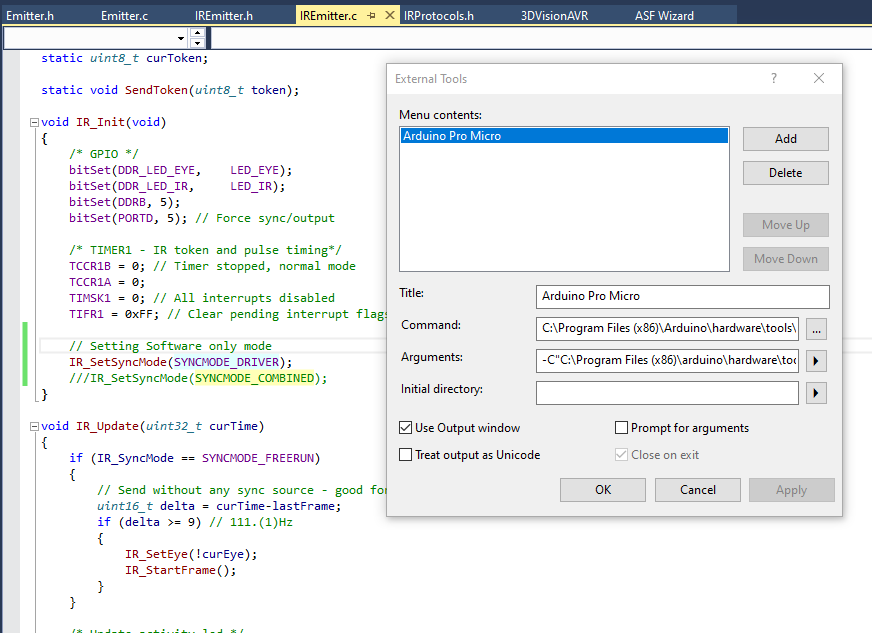 Emitter.h Emitter.c IREmitter.h IREmitter.c IRProtocols.h 3DVisionAVR ASF Wizard
static uint8_t curToken;
static void SendToken(uint8_t token);
void IR_Init(void)
{
/* GPIO */
bitSet(DDR_LED_EYE, LED_EYE);
bitSet(DDR_LED_IR, LED_IR);
bitSet(DDRB, 5);
bitSet(PORTD, 5); // Force sync/output
/* TIMER1 - IR token and pulse timing*/
TCCR1B = 0; // Timer stopped, normal mode
TCCR1A = 0;
TIMSK1 = 0; // All interrupts disabled
TIFR1 = 0xFF; // Clear pending interrupt flags
// Setting Software only mode
IR_SetSyncMode(SYNCMODE_DRIVER);
///IR_SetSyncMode(SYNCMODE_COMBINED);
}
void IR_Update(uint32_t curTime)
{
if (IR_SyncMode == SYNCMODE_FREERUN)
{
// Send without any sync source - good for
uint16_t delta = curTime-lastFrame;
if (delta >= 9) // 111.(1)Hz
{
IR_SetEye(!curEye);
IR_StartFrame();
}
}
/* Update activity led */
External Tools ?
Menu contents:
Arduino Pro Micro
Add
Delete
Move Up
Move Down
Title: Arduino Pro Micro
Command: C:\Program Files (x86)\Arduino\hardware\tools\ ...
Arguments: -C"C:\Program Files (x86)\arduino\hardware\too
Initial directory:
Use Output window Prompt for arguments
Treat output as Unicode Close on exit
OK Cancel Apply